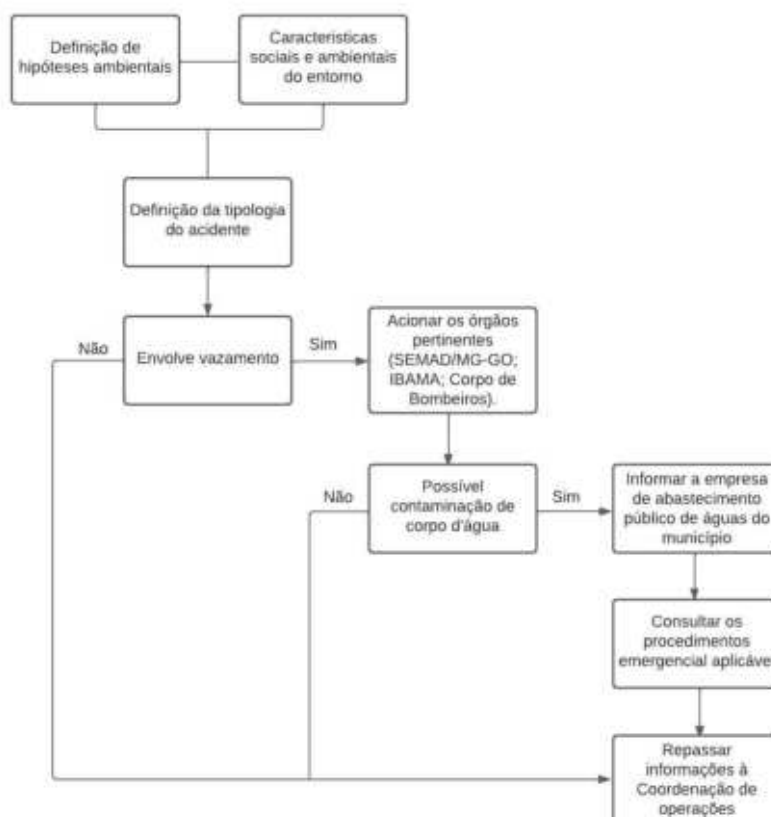 Definição de
hipóteses ambientais
Caracteristicas
sociais e ambientais
do entorno
Definição da tipologia
do acidente
Não
Envolve vazamento
Sim
Acionar os órgãos
pertinentes
(SEMAD/MG-GO;
IBAMA; Corpo de
Bombeiros).
Não
Possível
contaminação de
corpo d'água
Sim
Informar a empresa
de abastecimento
público de águas do
município
Consultar os
procedimentos
emergencial aplicáve
Repassar
informações à
Coordenação de
operações